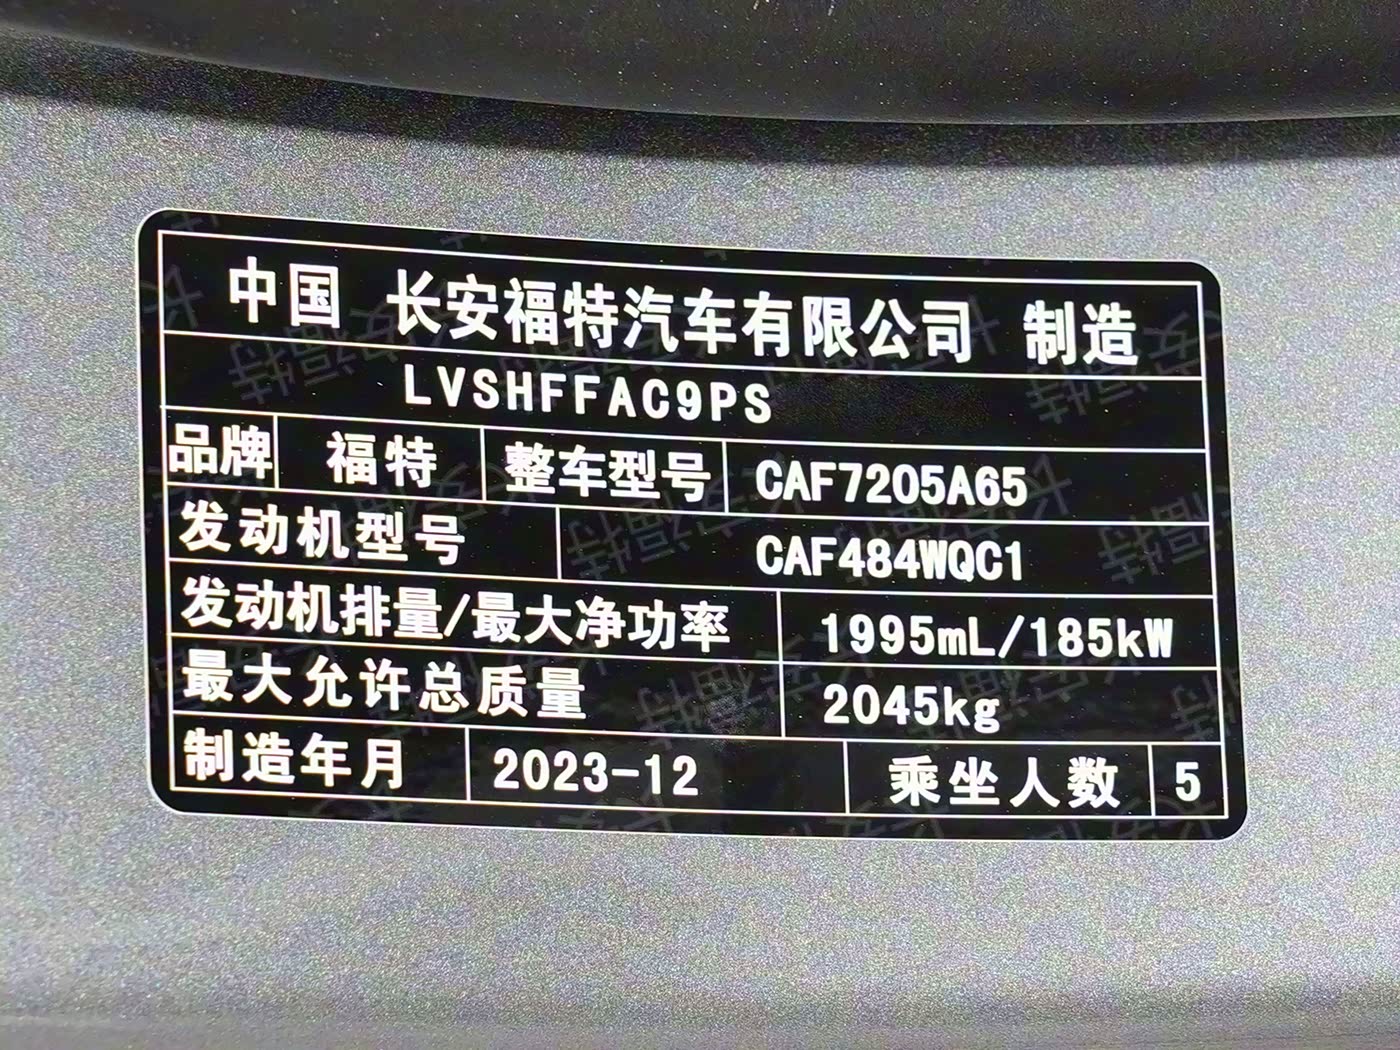 中国 长安福特汽车有限公司 制造
LVSHFFAC9PS
品牌 福特 整车型号 CAF7205A65
发动机型号 CAF484WQC1
发动机排量/最大净功率 1995mL/185kW
最大允许总质量 2045kg
制造年月 2023-12 乘坐人数 5